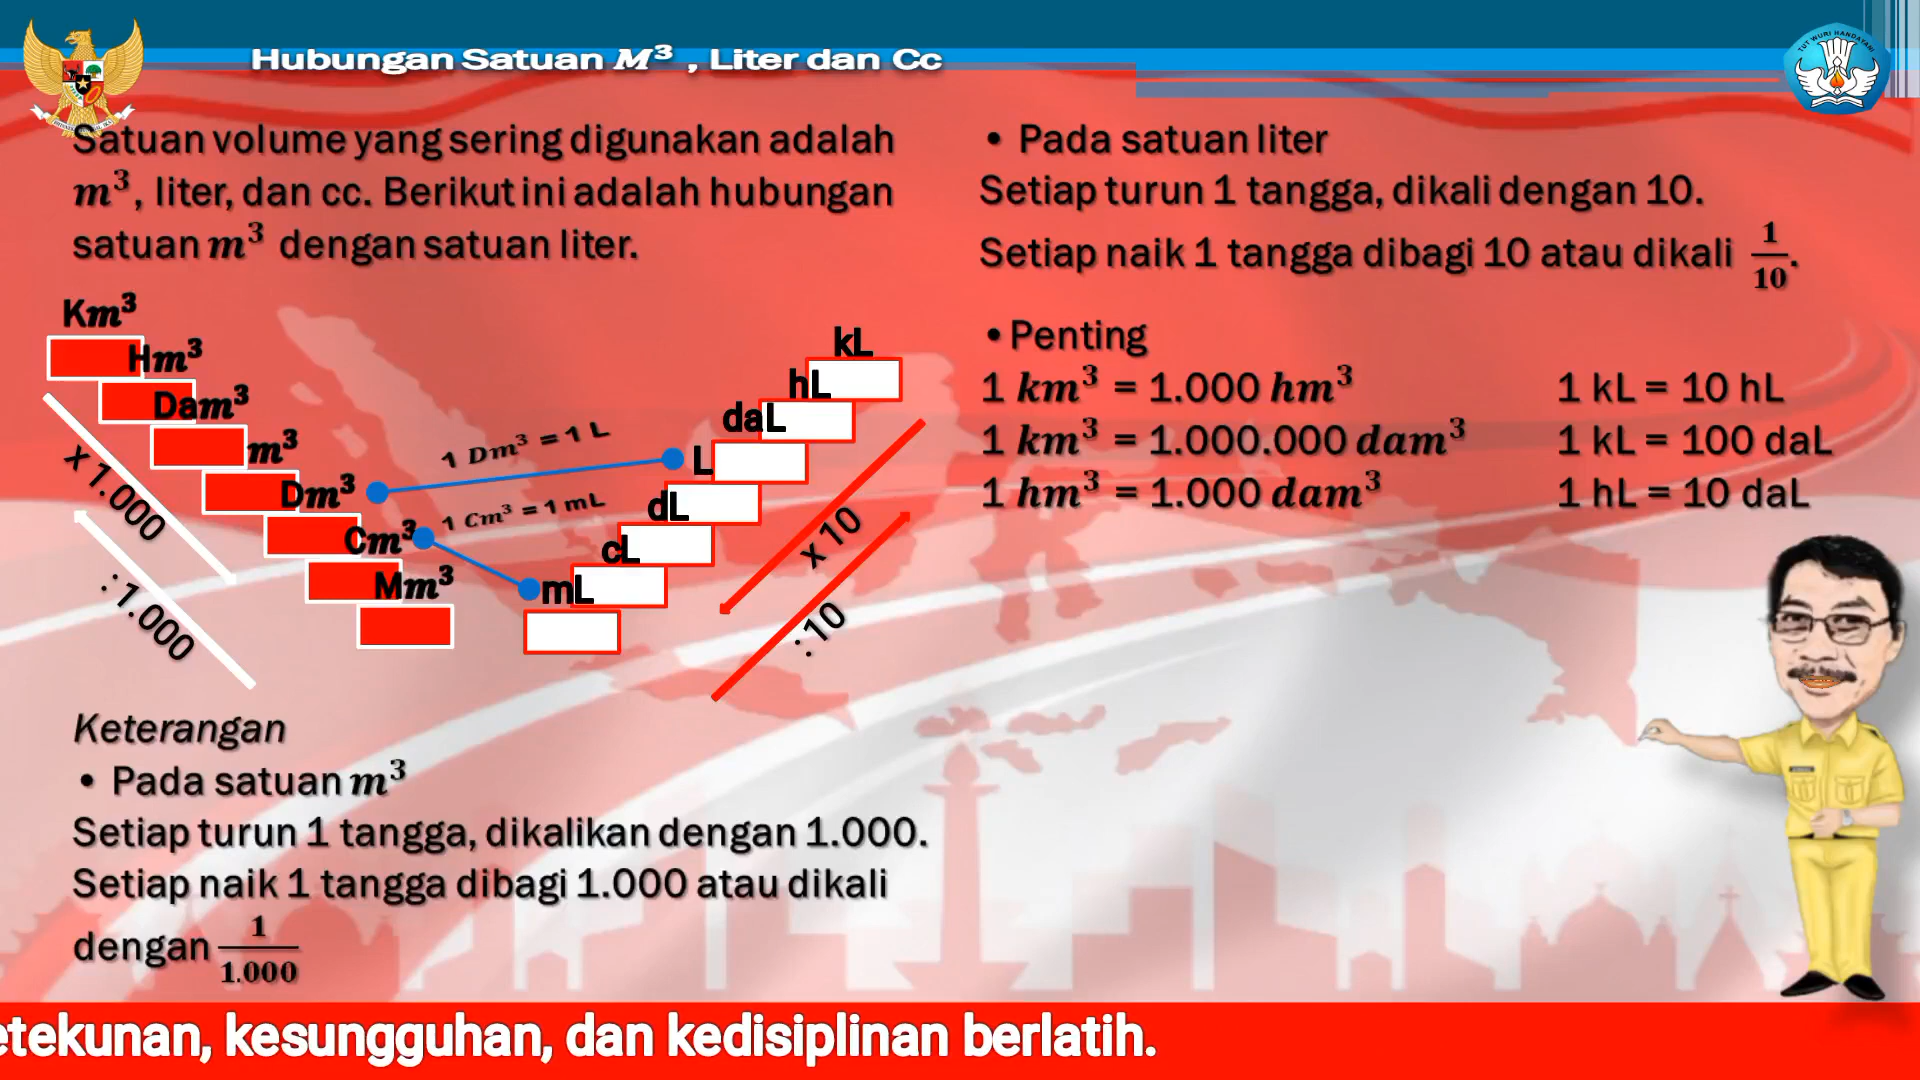 Hubungan Satuan M³ , Liter dan Cc
Satuan volume yang sering digunakan adalah
m³, liter, dan cc. Berikut ini adalah hubungan
satuan m³ dengan satuan liter.
Km³
Hm³
Dam³
m³
Dm³
Cm³
Mm³
x 1.000
: 1.000
1 Dm³ = 1 L
1 Cm³ = 1 mL
kL
hL
daL
L
dL
cL
mL
x 10
: 10
Keterangan
• Pada satuan m³
Setiap turun 1 tangga, dikalikan dengan 1.000.
Setiap naik 1 tangga dibagi 1.000 atau dikali
dengan 1/1.000
• Pada satuan liter
Setiap turun 1 tangga, dikali dengan 10.
Setiap naik 1 tangga dibagi 10 atau dikali 1/10.
• Penting
1 km³ = 1.000 hm³ 1 kL = 10 hL
1 km³ = 1.000.000 dam³ 1 kL = 100 daL
1 hm³ = 1.000 dam³ 1 hL = 10 daL
TUT WURI HANDAYANI
kesungguhan, dan kedisiplinan berlatih.